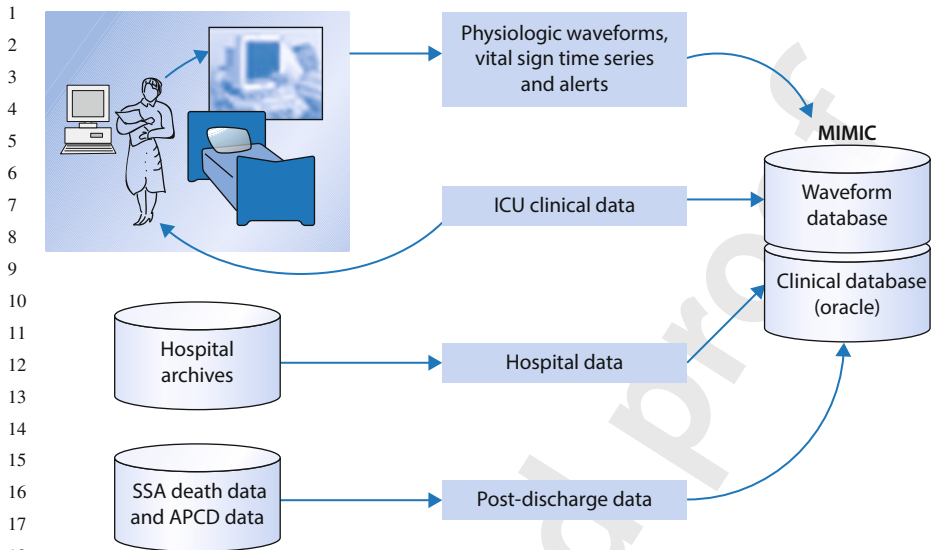 1
2
3
4
5
6
7
8
9
10
11
12
13
14
15
16
17
Physiologic waveforms,
vital sign time series
and alerts
MIMIC
Waveform
database
ICU clinical data
Clinical database
(oracle)
Hospital
archives
Hospital data
SSA death data
and APCD data
Post-discharge data
d proof